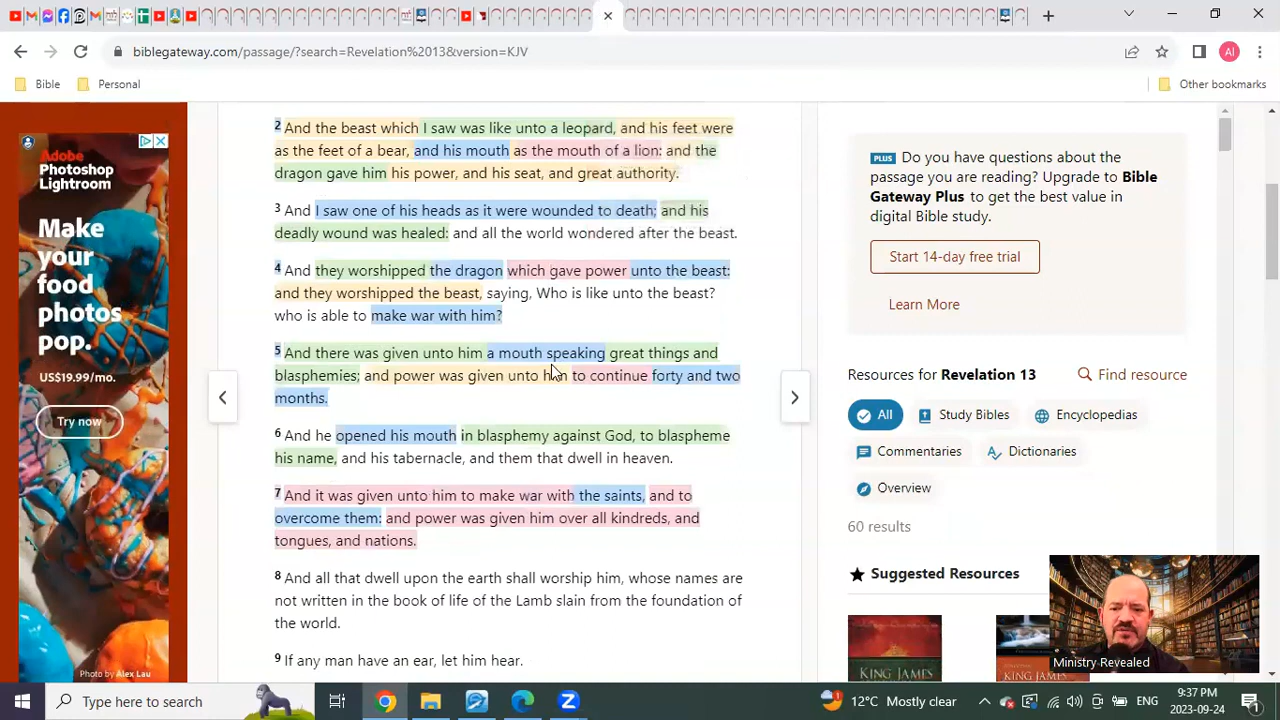 biblegateway.com/passage/?search=Revelation%2013&version=KJV
AI
Bible
Personal
Other bookmarks
Adobe
Photoshop
Lightroom
Make
your
food
photos
pop.
US$19.99/mo.
Try now
Photo by Alex Lau
2 And the beast which I saw was like unto a leopard, and his feet were
as the feet of a bear, and his mouth as the mouth of a lion: and the
dragon gave him his power, and his seat, and great authority.
3 And I saw one of his heads as it were wounded to death; and his
deadly wound was healed: and all the world wondered after the beast.
4 And they worshipped the dragon which gave power unto the beast:
and they worshipped the beast, saying, Who is like unto the beast?
who is able to make war with him?
5 And there was given unto him a mouth speaking great things and
blasphemies; and power was given unto him to continue forty and two
months.
6 And he opened his mouth in blasphemy against God, to blaspheme
his name, and his tabernacle, and them that dwell in heaven.
7 And it was given unto him to make war with the saints, and to
overcome them: and power was given him over all kindreds, and
tongues, and nations.
8 And all that dwell upon the earth shall worship him, whose names are
not written in the book of life of the Lamb slain from the foundation of
the world.
9 If any man have an ear, let him hear.
PLUS Do you have questions about the
passage you are reading? Upgrade to Bible
Gateway Plus to get the best value in
digital Bible study.
Start 14-day free trial
Learn More
Resources for Revelation 13 Find resource
All Study Bibles Encyclopedias
Commentaries Dictionaries
Overview
60 results
Suggested Resources
KING JAMES
KING JAMES
Ministry Revealed
Type here to search
12°C Mostly clear
ENG
9:37 PM
2023-09-24
1